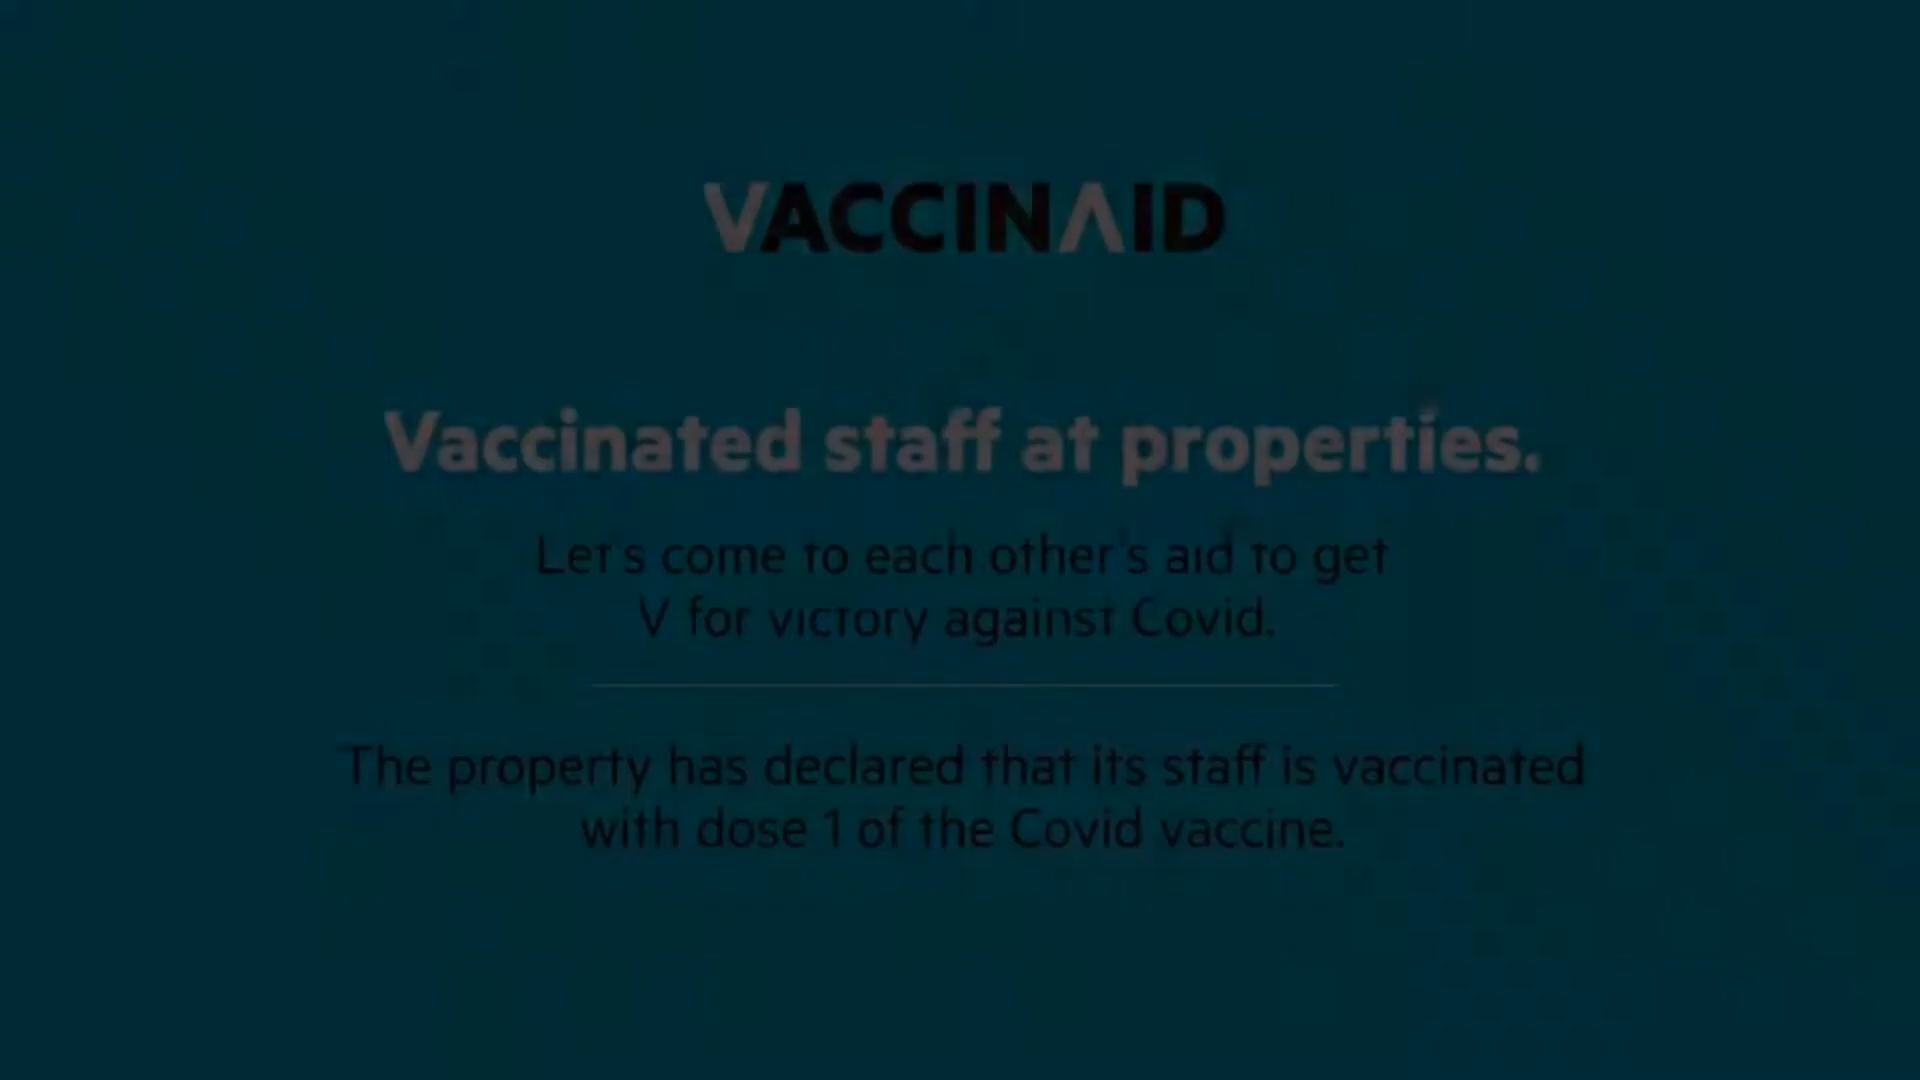 VACCINAID
Vaccinated staff at properties.
Let's come to each other's aid to get
V for victory against Covid.
The property has declared that its staff is vaccinated
with dose 1 of the Covid vaccine.